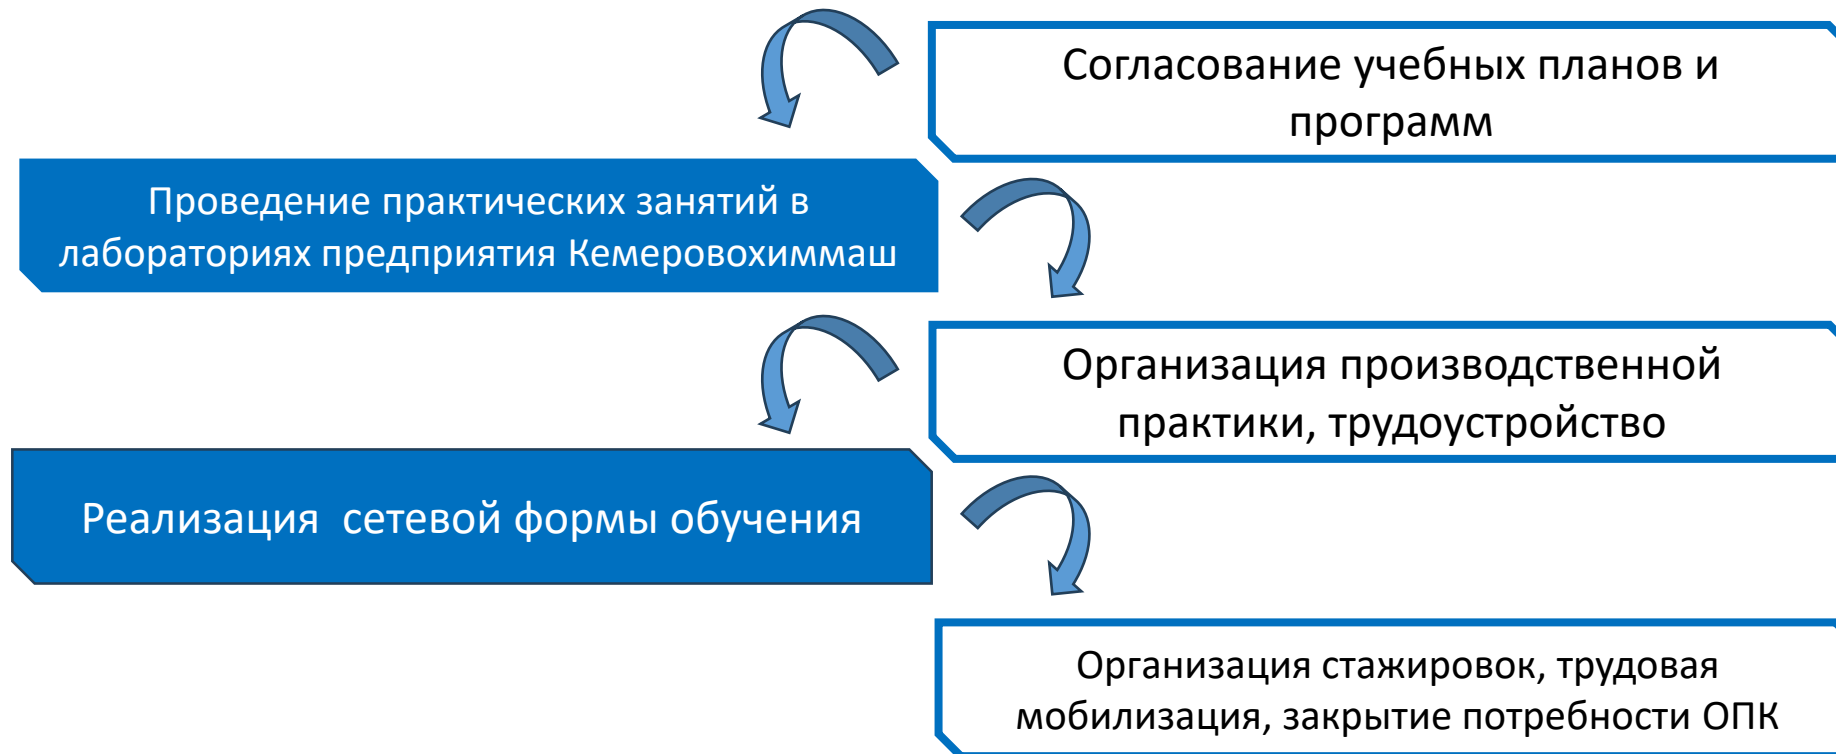 Согласование учебных планов и
программ
Проведение практических занятий в
лабораториях предприятия Кемеровохиммаш
Организация производственной
практики, трудоустройство
Реализация  сетевой формы обучения
Организация стажировок, трудовая
мобилизация, закрытие потребности ОПК